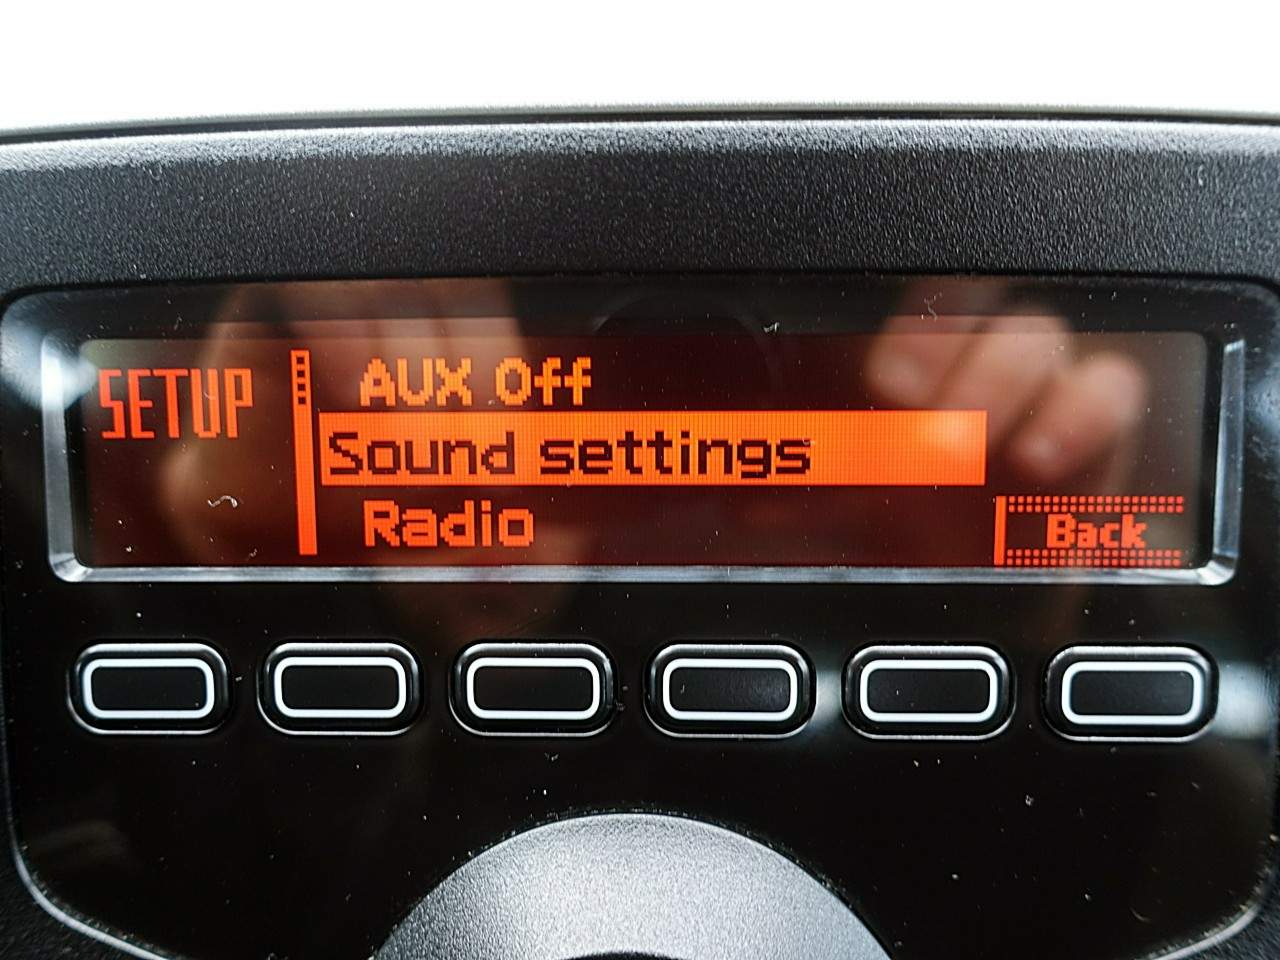 SETUP
AUX Off
Sound settings
Radio
Back